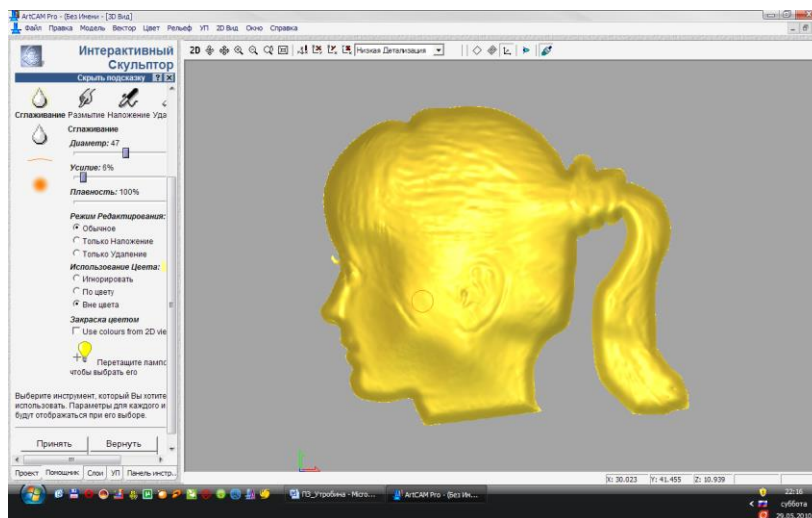 ArtCAM Pro - (Без Имени - [3D Вид]
Файл Правка Модель Вектор Цвет Рельеф УП 2D Вид Окно Справка
Интерактивный
Скульптор
2D
Низкая Детализация
Скрыть подсказку
Сглаживание Размытие Наложение Уда
Сглаживание
Диаметр: 47
Усилие: 6%
Плавность: 100%
Режим Редактирования:
Обычное
Только Наложение
Только Удаление
Использование Цвета:
Игнорировать
По цвету
Вне цвета
Закраска цветом
Use colours from 2D vie
Перетащите лампо
чтобы выбрать его
Выберите инструмент, который Вы хотите
использовать. Параметры для каждого и
будут отображаться при его выборе.
Принять Вернуть
Проект Помощник Слои УП Панель инстр...
X: 30.023 Y: 41.455 Z: 10.939
ПЗ_Утробина - Micro...
ArtCAM Pro - (Без Им...
22:16
суббота